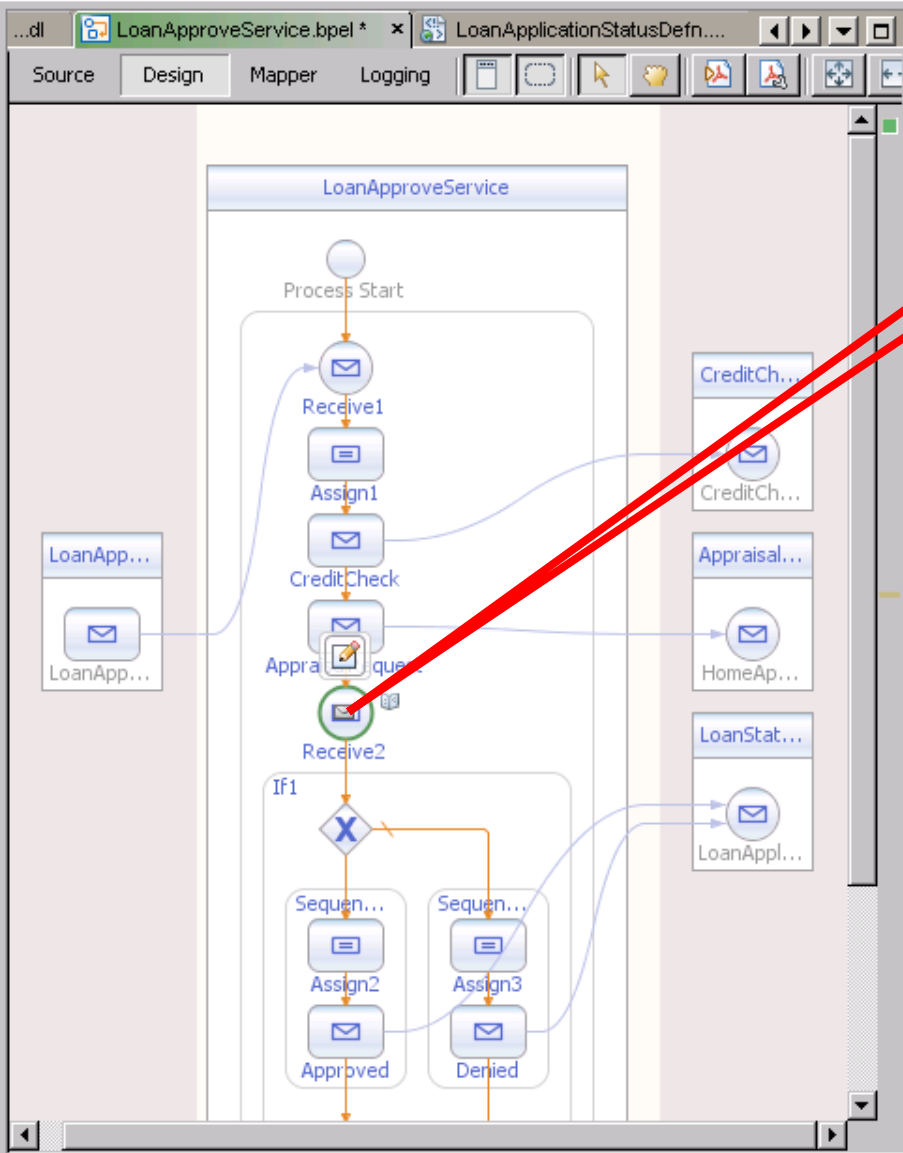 ...dl LoanApproveService.bpel * × LoanApplicationStatusDefn....
Source Design Mapper Logging
LoanApproveService
Process Start
Receive1
CreditCh...
Assign1
CreditCh...
CreditCheck
LoanApp...
Appraisal...
LoanApp...
HomeAp...
Receive2
LoanStat...
If1
LoanAppl...
Sequen... Sequen...
Assign2 Assign3
Approved Denied